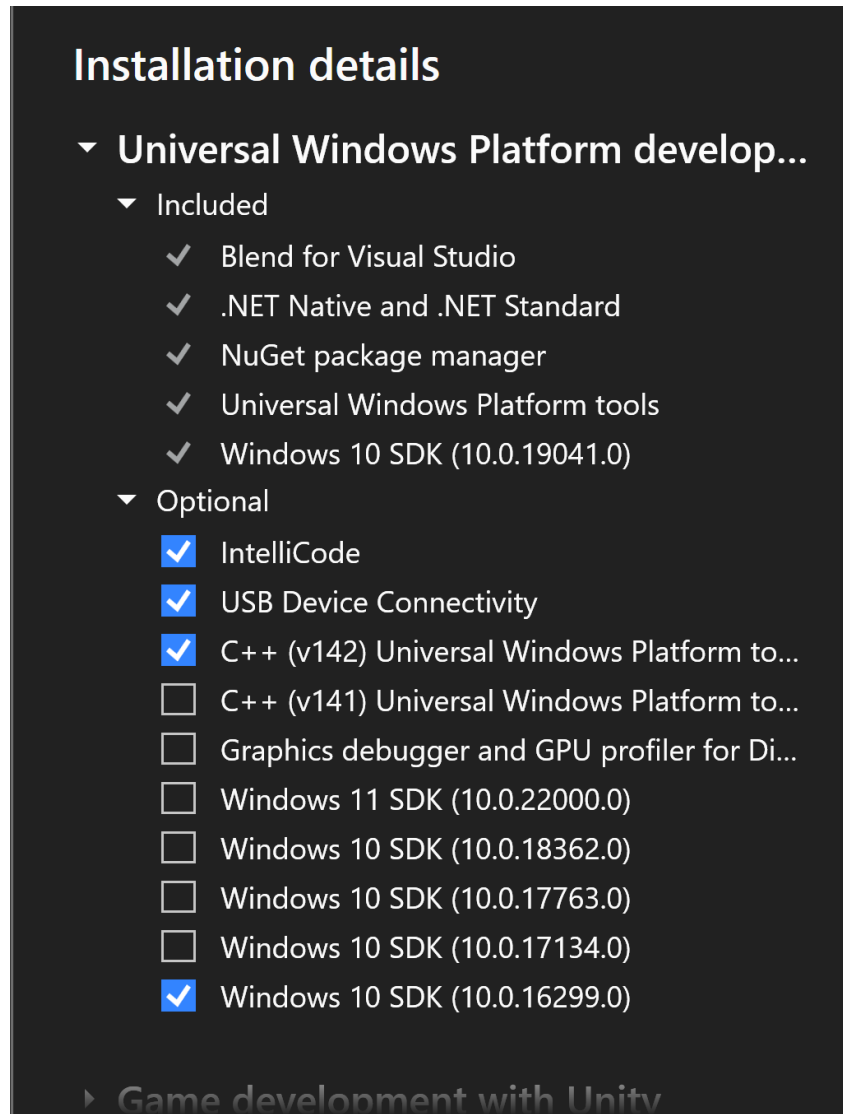 Installation details
Universal Windows Platform develop...
Included
Blend for Visual Studio
.NET Native and .NET Standard
NuGet package manager
Universal Windows Platform tools
Windows 10 SDK (10.0.19041.0)
Optional
IntelliCode
USB Device Connectivity
C++ (v142) Universal Windows Platform to...
C++ (v141) Universal Windows Platform to...
Graphics debugger and GPU profiler for Di...
Windows 11 SDK (10.0.22000.0)
Windows 10 SDK (10.0.18362.0)
Windows 10 SDK (10.0.17763.0)
Windows 10 SDK (10.0.17134.0)
Windows 10 SDK (10.0.16299.0)
Game development with Unity